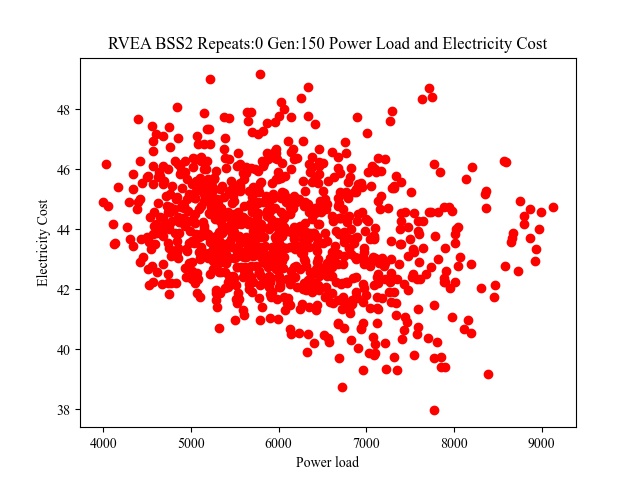 RVEA BSS2 Repeats:0 Gen:150 Power Load and Electricity Cost
48
46
44
42
40
38
Electricity Cost
4000 5000 6000 7000 8000 9000
Power load